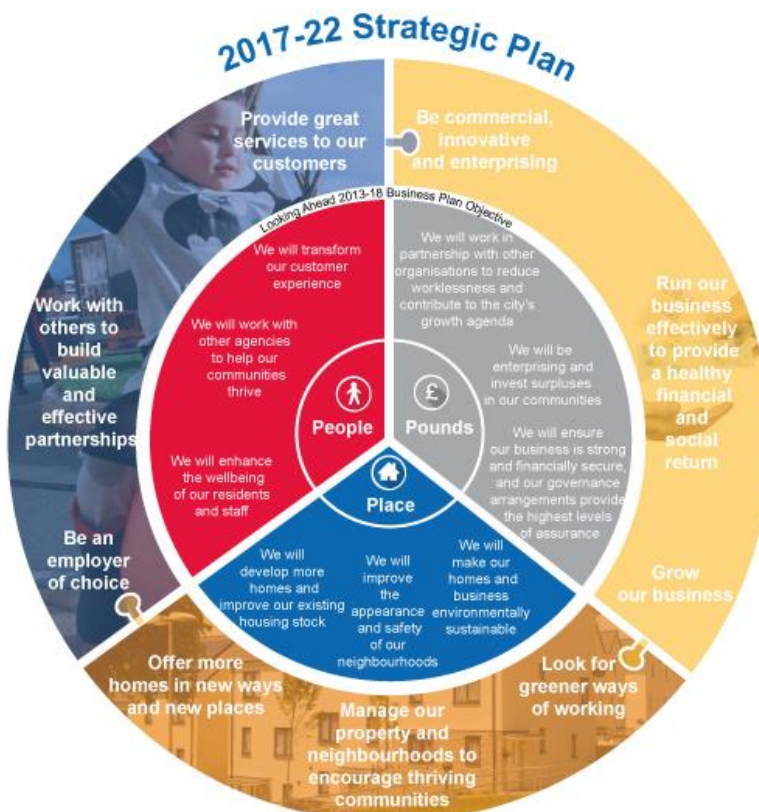 2017-22 Strategic Plan
Provide great
services to our
customers
Be commercial,
innovative
and enterprising
Looking Ahead 2013-18 Business Plan Objective
We will transform
our customer
experience
We will work with
other agencies
to help our
communities
thrive
We will enhance
the wellbeing
of our residents
and staff
People
We will work in
partnership with other
organisations to reduce
worklessness and
contribute to the city's
growth agenda
We will be
enterprising and
invest surpluses
in our communities
We will ensure
our business is strong
and financially secure,
and our governance
arrangements provide
the highest levels
of assurance
£
Pounds
Place
We will
develop more
homes and
improve our existing
housing stock
We will
improve
the
appearance
and safety
of our
neighbourhoods
We will
make our
homes and
business
environmentally
sustainable
Work with
others to
build
valuable
and
effective
partnerships
Be an
employer
of choice
Run our
business
effectively
to provide
a healthy
financial
and
social
return
Grow
our business
Offer more
homes in new ways
and new places
Manage our
property and
neighbourhoods to
encourage thriving
communities
Look for
greener ways
of working